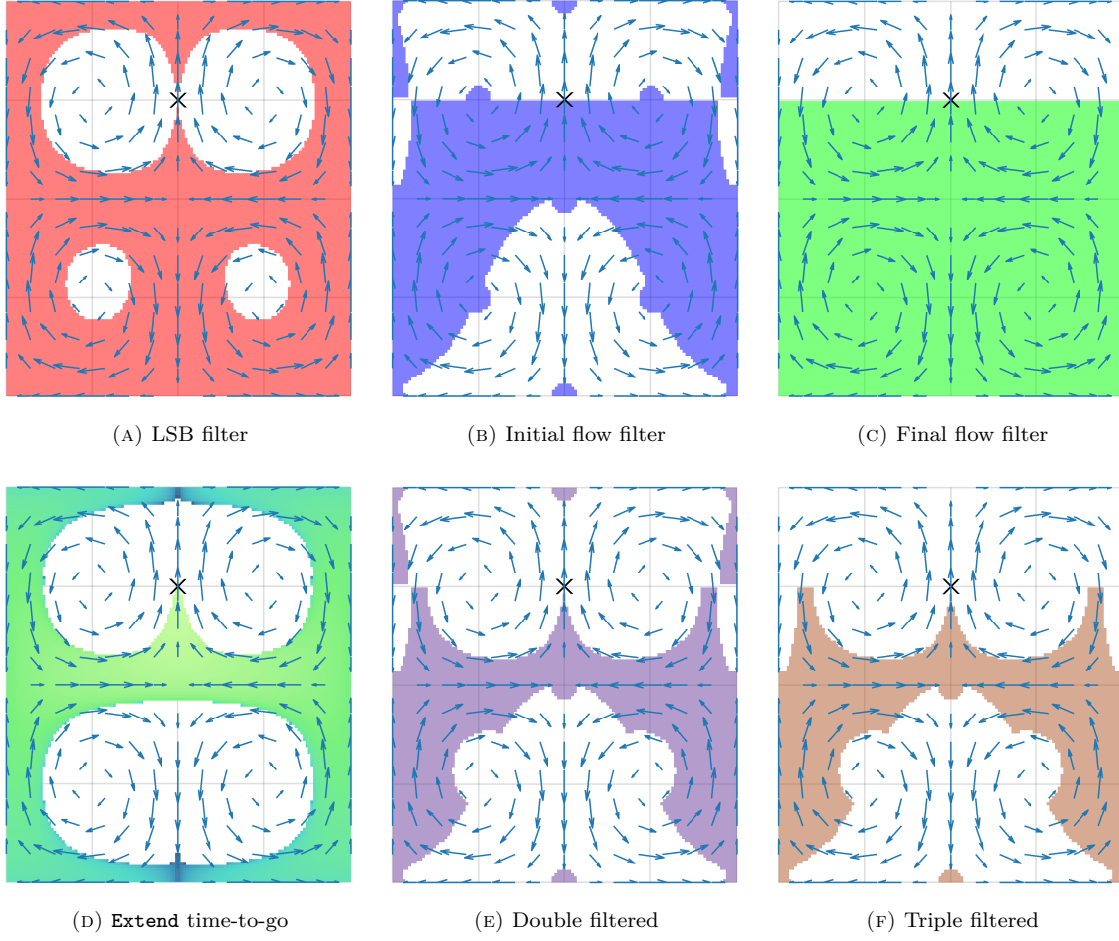 (A) LSB filter
(B) Initial flow filter
(C) Final flow filter
(D) Extend time-to-go
(E) Double filtered
(F) Triple filtered